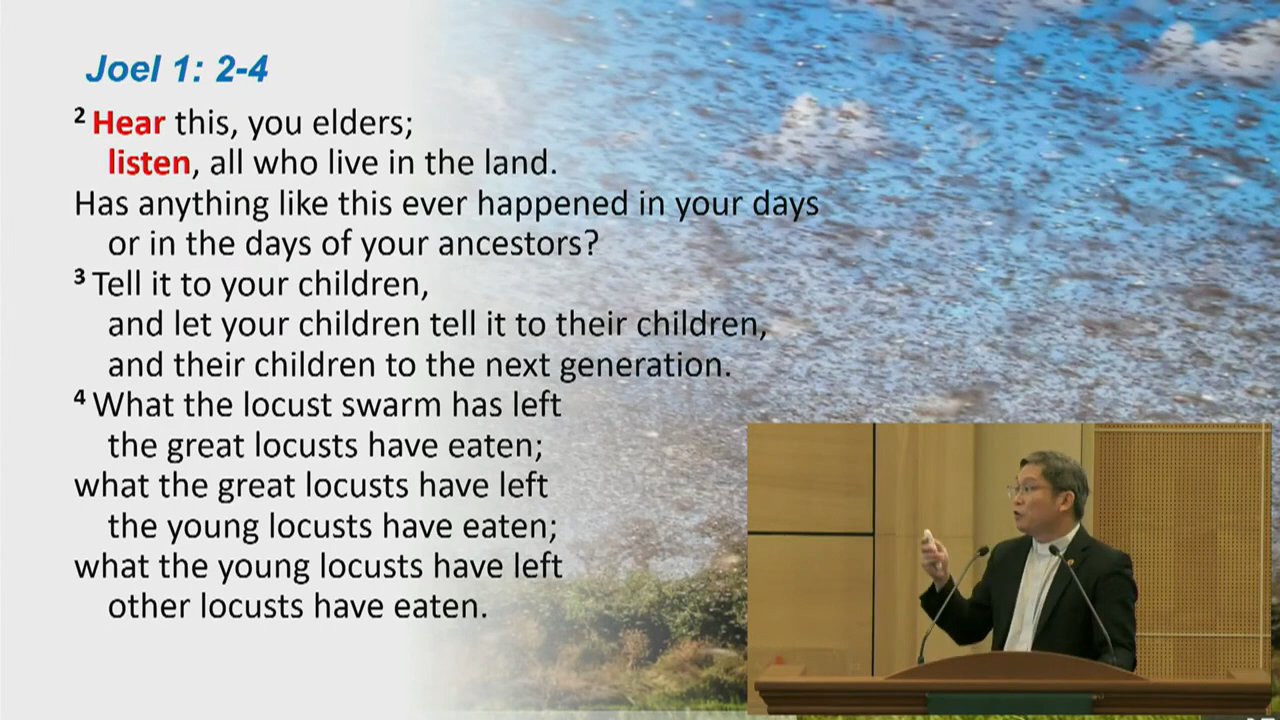 Joel 1: 2-4
2 Hear this, you elders;
listen, all who live in the land.
Has anything like this ever happened in your days
or in the days of your ancestors?
3 Tell it to your children,
and let your children tell it to their children,
and their children to the next generation.
4 What the locust swarm has left
the great locusts have eaten;
what the great locusts have left
the young locusts have eaten;
what the young locusts have left
other locusts have eaten.